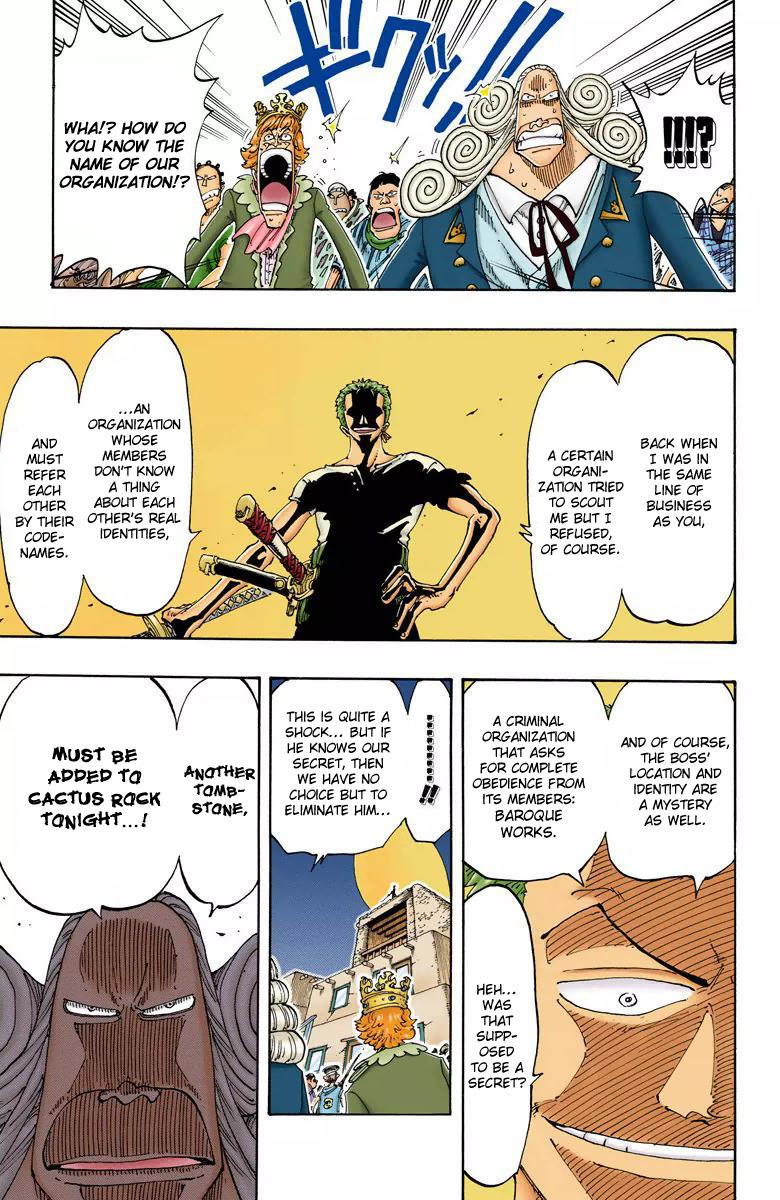 ギクッ!!
!!!!?
WHA!? HOW DO
YOU KNOW THE
NAME OF OUR
ORGANIZATION!?
BACK WHEN
I WAS IN
THE SAME
LINE OF
BUSINESS
AS YOU,
A CERTAIN
ORGANI-
ZATION TRIED
TO SCOUT
ME BUT I
REFUSED,
OF COURSE.
...AN
ORGANIZATION
WHOSE
MEMBERS
DON'T KNOW
A THING
ABOUT EACH
OTHER'S REAL
IDENTITIES,
AND
MUST
REFER
EACH
OTHER
BY THEIR
CODE-
NAMES.
AND OF COURSE,
THE BOSS'
LOCATION AND
IDENTITY ARE
A MYSTERY
AS WELL.
A CRIMINAL
ORGANIZATION
THAT ASKS
FOR COMPLETE
OBEDIENCE FROM
ITS MEMBERS:
BAROQUE
WORKS.
HEH...
WAS
THAT
SUPP-
OSED
TO BE A
SECRET?
.........!!
THIS IS QUITE A
SHOCK... BUT IF
HE KNOWS OUR
SECRET, THEN
WE HAVE NO
CHOICE BUT TO
ELIMINATE HIM...
ANOTHER
TOMB-
STONE,
MUST BE
ADDED TO
CACTUS ROCK
TONIGHT...!